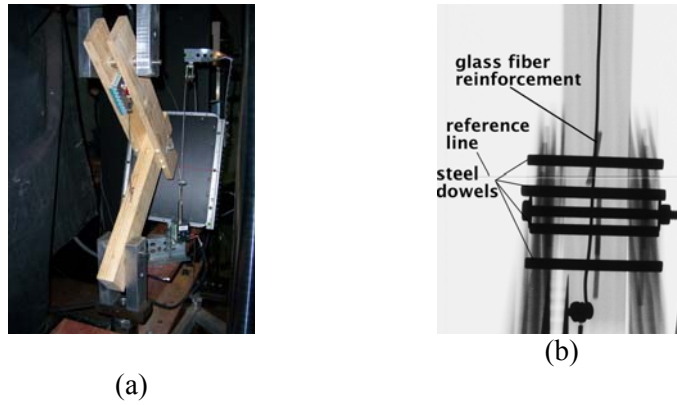 glass fiber
reinforcement
reference
line
steel
dowels
(a)
(b)